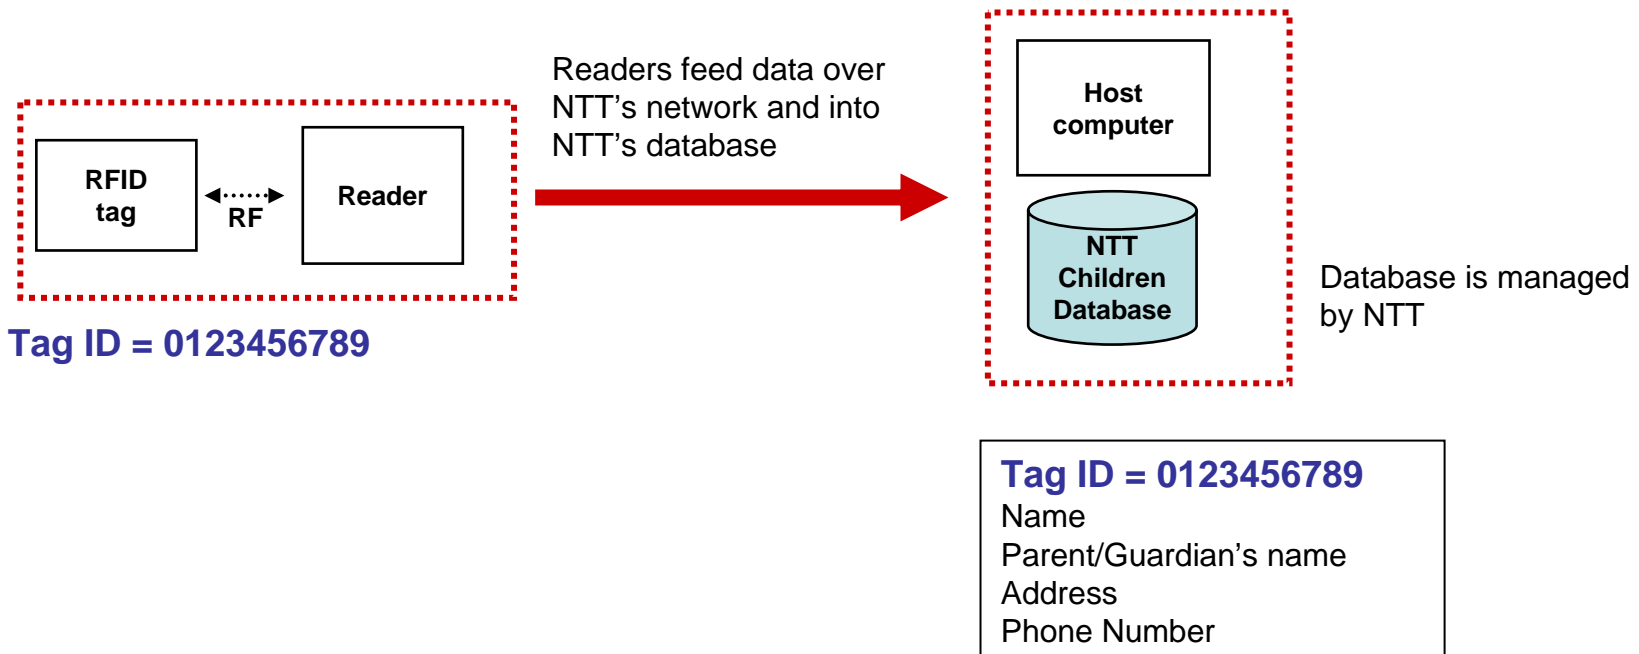 RFID
tag
RF
Reader
Tag ID = 0123456789
Readers feed data over
NTT’s network and into
NTT’s database
Host
computer
NTT
Children
Database
Database is managed
by NTT
Tag ID = 0123456789
Name
Parent/Guardian’s name
Address
Phone Number